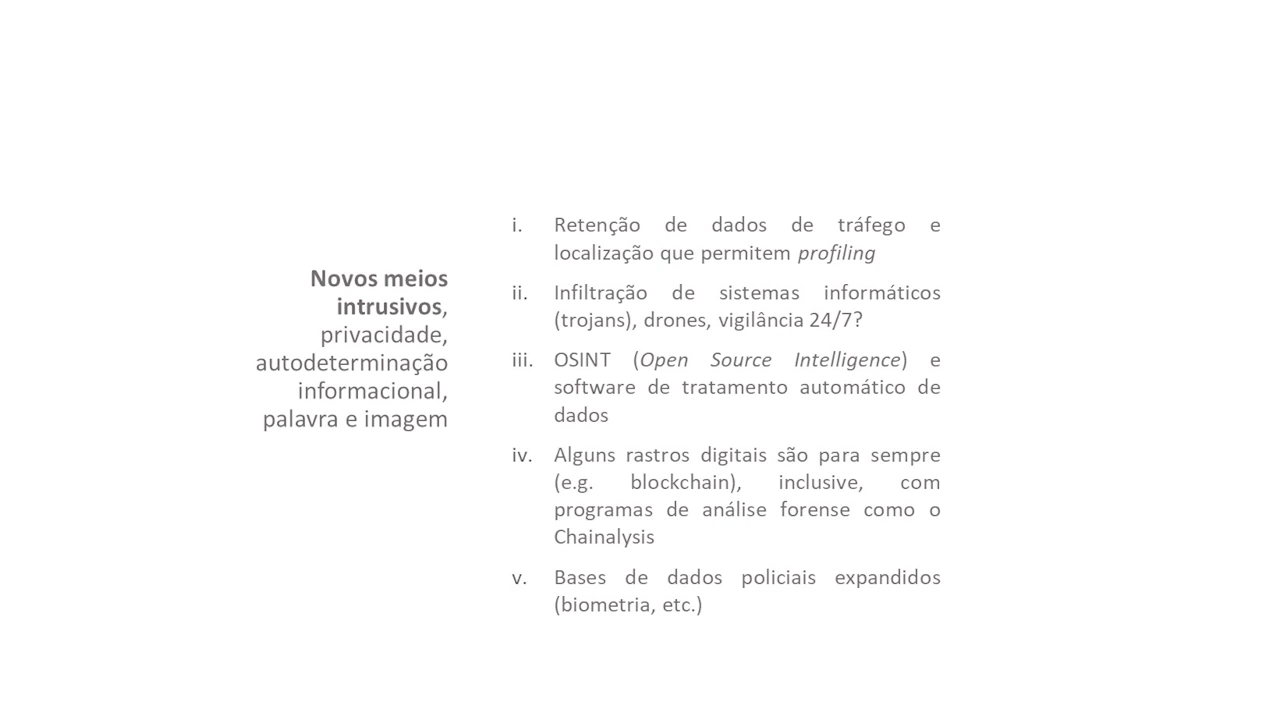 Novos meios
intrusivos,
privacidade,
autodeterminação
informacional,
palavra e imagem
i. Retenção de dados de tráfego e
localização que permitem profiling
ii. Infiltração de sistemas informáticos
(trojans), drones, vigilância 24/7?
iii. OSINT (Open Source Intelligence) e
software de tratamento automático de
dados
iv. Alguns rastros digitais são para sempre
(e.g. blockchain), inclusive, com
programas de análise forense como o
Chainalysis
v. Bases de dados policiais expandidos
(biometria, etc.)